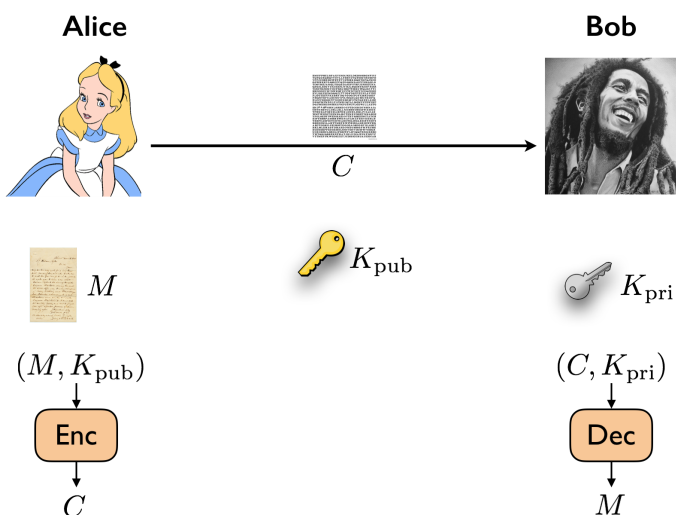 Alice
Bob
C
K_pub
M
K_pri
(M, K_pub)
(C, K_pri)
Enc
Dec
C
M